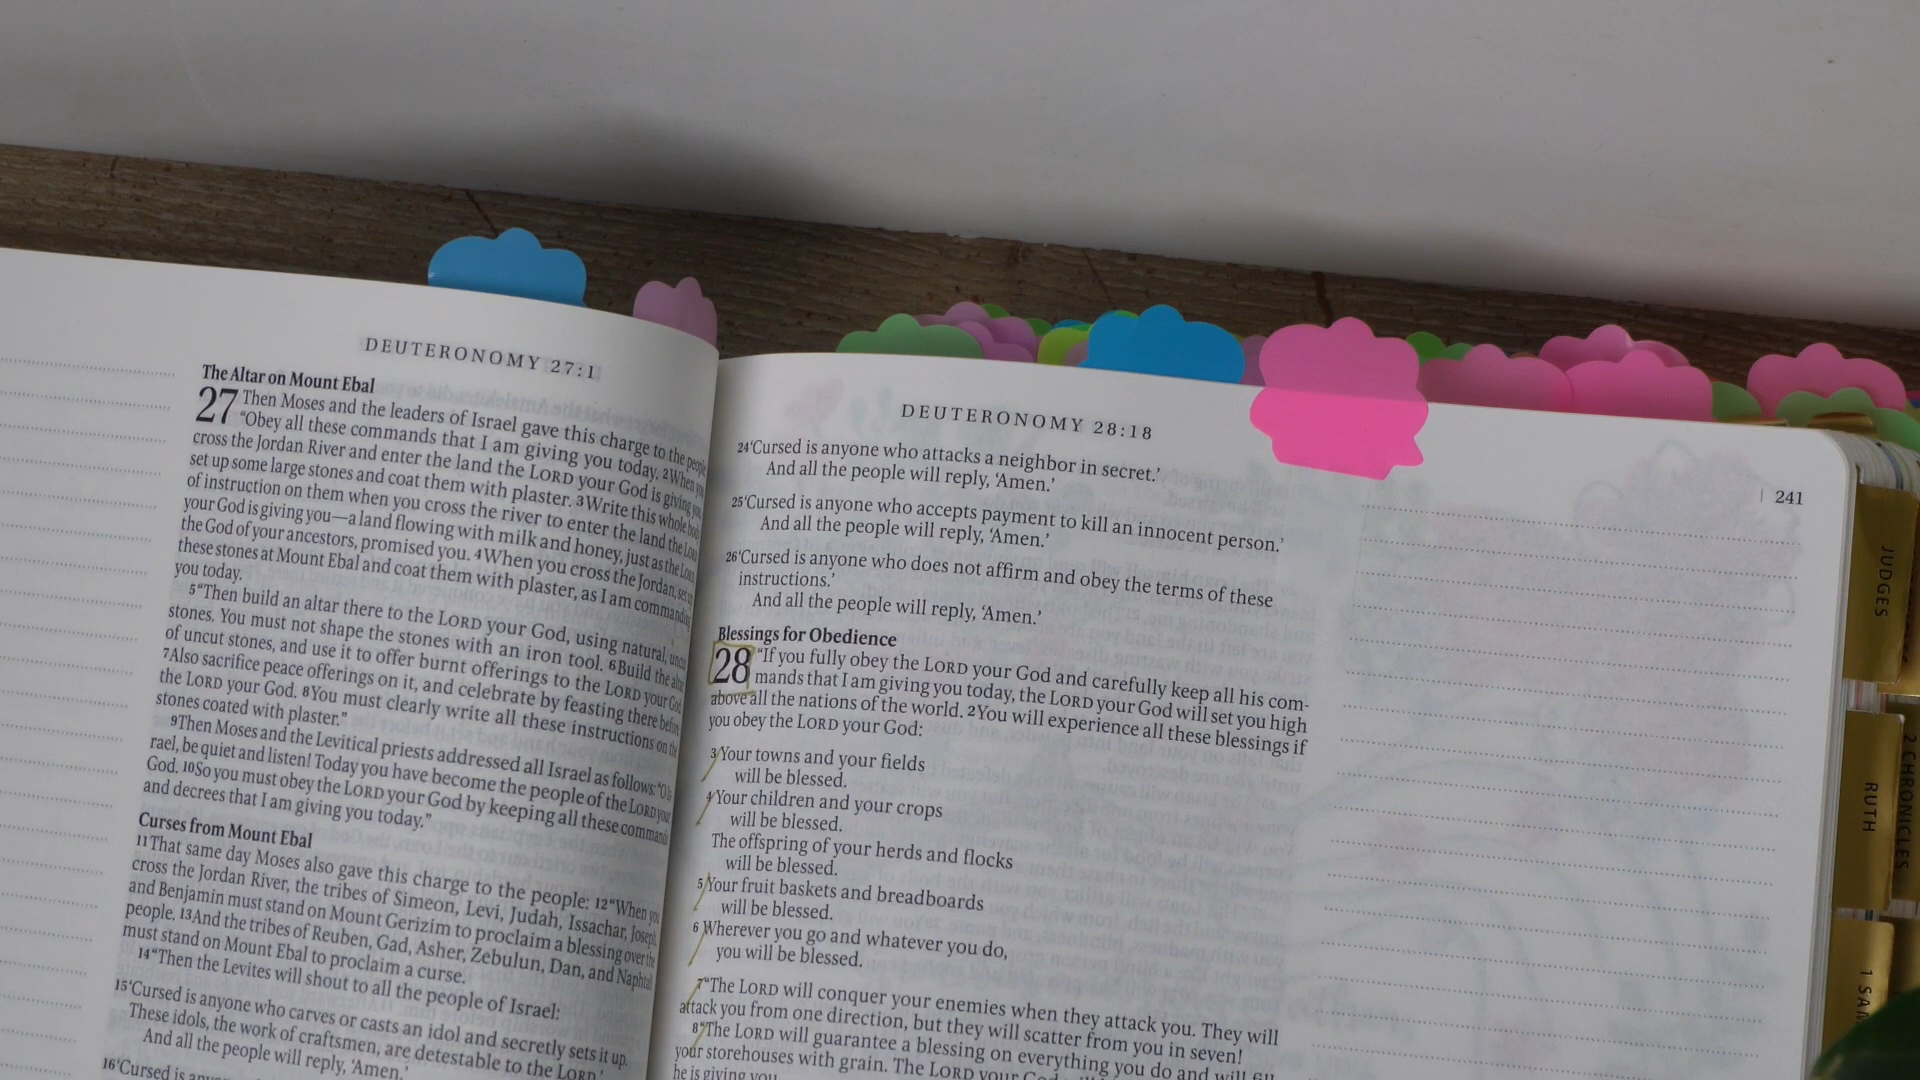 DEUTERONOMY 27:1
The Altar on Mount Ebal
27 Then Moses and the leaders of Israel gave this charge to the people
“Obey all these commands that I am giving you today. 2When you
cross the Jordan River and enter the land the LORD your God is giving you,
set up some large stones and coat them with plaster. 3Write this whole body
of instruction on them when you cross the river to enter the land the LORD
your God is giving you—a land flowing with milk and honey, just as the LORD
the God of your ancestors, promised you. 4When you cross the Jordan, set up
these stones at Mount Ebal and coat them with plaster, as I am commanding
you today.
5“Then build an altar there to the LORD your God, using natural, uncut
stones. You must not shape the stones with an iron tool. 6Build the altar
of uncut stones, and use it to offer burnt offerings to the LORD your God.
7Also sacrifice peace offerings on it, and celebrate by feasting there before
the LORD your God. 8You must clearly write all these instructions on the
stones coated with plaster.”
9Then Moses and the Levitical priests addressed all Israel as follows: “O Is
rael, be quiet and listen! Today you have become the people of the LORD your
God. 10So you must obey the LORD your God by keeping all these commands
and decrees that I am giving you today.”
Curses from Mount Ebal
11That same day Moses also gave this charge to the people: 12“When you
cross the Jordan River, the tribes of Simeon, Levi, Judah, Issachar, Joseph,
and Benjamin must stand on Mount Gerizim to proclaim a blessing over the
people. 13And the tribes of Reuben, Gad, Asher, Zebulun, Dan, and Naphtali
must stand on Mount Ebal to proclaim a curse.
14“Then the Levites will shout to all the people of Israel:
15‘Cursed is anyone who carves or casts an idol and secretly sets it up.
These idols, the work of craftsmen, are detestable to the LORD.’
And all the people will reply, ‘Amen.’
16‘Cursed is
DEUTERONOMY 28:18
241
24‘Cursed is anyone who attacks a neighbor in secret.’
And all the people will reply, ‘Amen.’
25‘Cursed is anyone who accepts payment to kill an innocent person.’
And all the people will reply, ‘Amen.’
26‘Cursed is anyone who does not affirm and obey the terms of these
instructions.’
And all the people will reply, ‘Amen.’
Blessings for Obedience
28 “If you fully obey the LORD your God and carefully keep all his com-
mands that I am giving you today, the LORD your God will set you high
above all the nations of the world. 2You will experience all these blessings if
you obey the LORD your God:
3Your towns and your fields
will be blessed.
4Your children and your crops
will be blessed.
The offspring of your herds and flocks
will be blessed.
5Your fruit baskets and breadboards
will be blessed.
6Wherever you go and whatever you do,
you will be blessed.
7“The LORD will conquer your enemies when they attack you. They will
attack you from one direction, but they will scatter from you in seven!
8“The LORD will guarantee a blessing on everything you do and will fill
your storehouses with grain. The LORD your God
he is giving you
JUDGES
RUTH
2 CHRONICLES
1 SAM